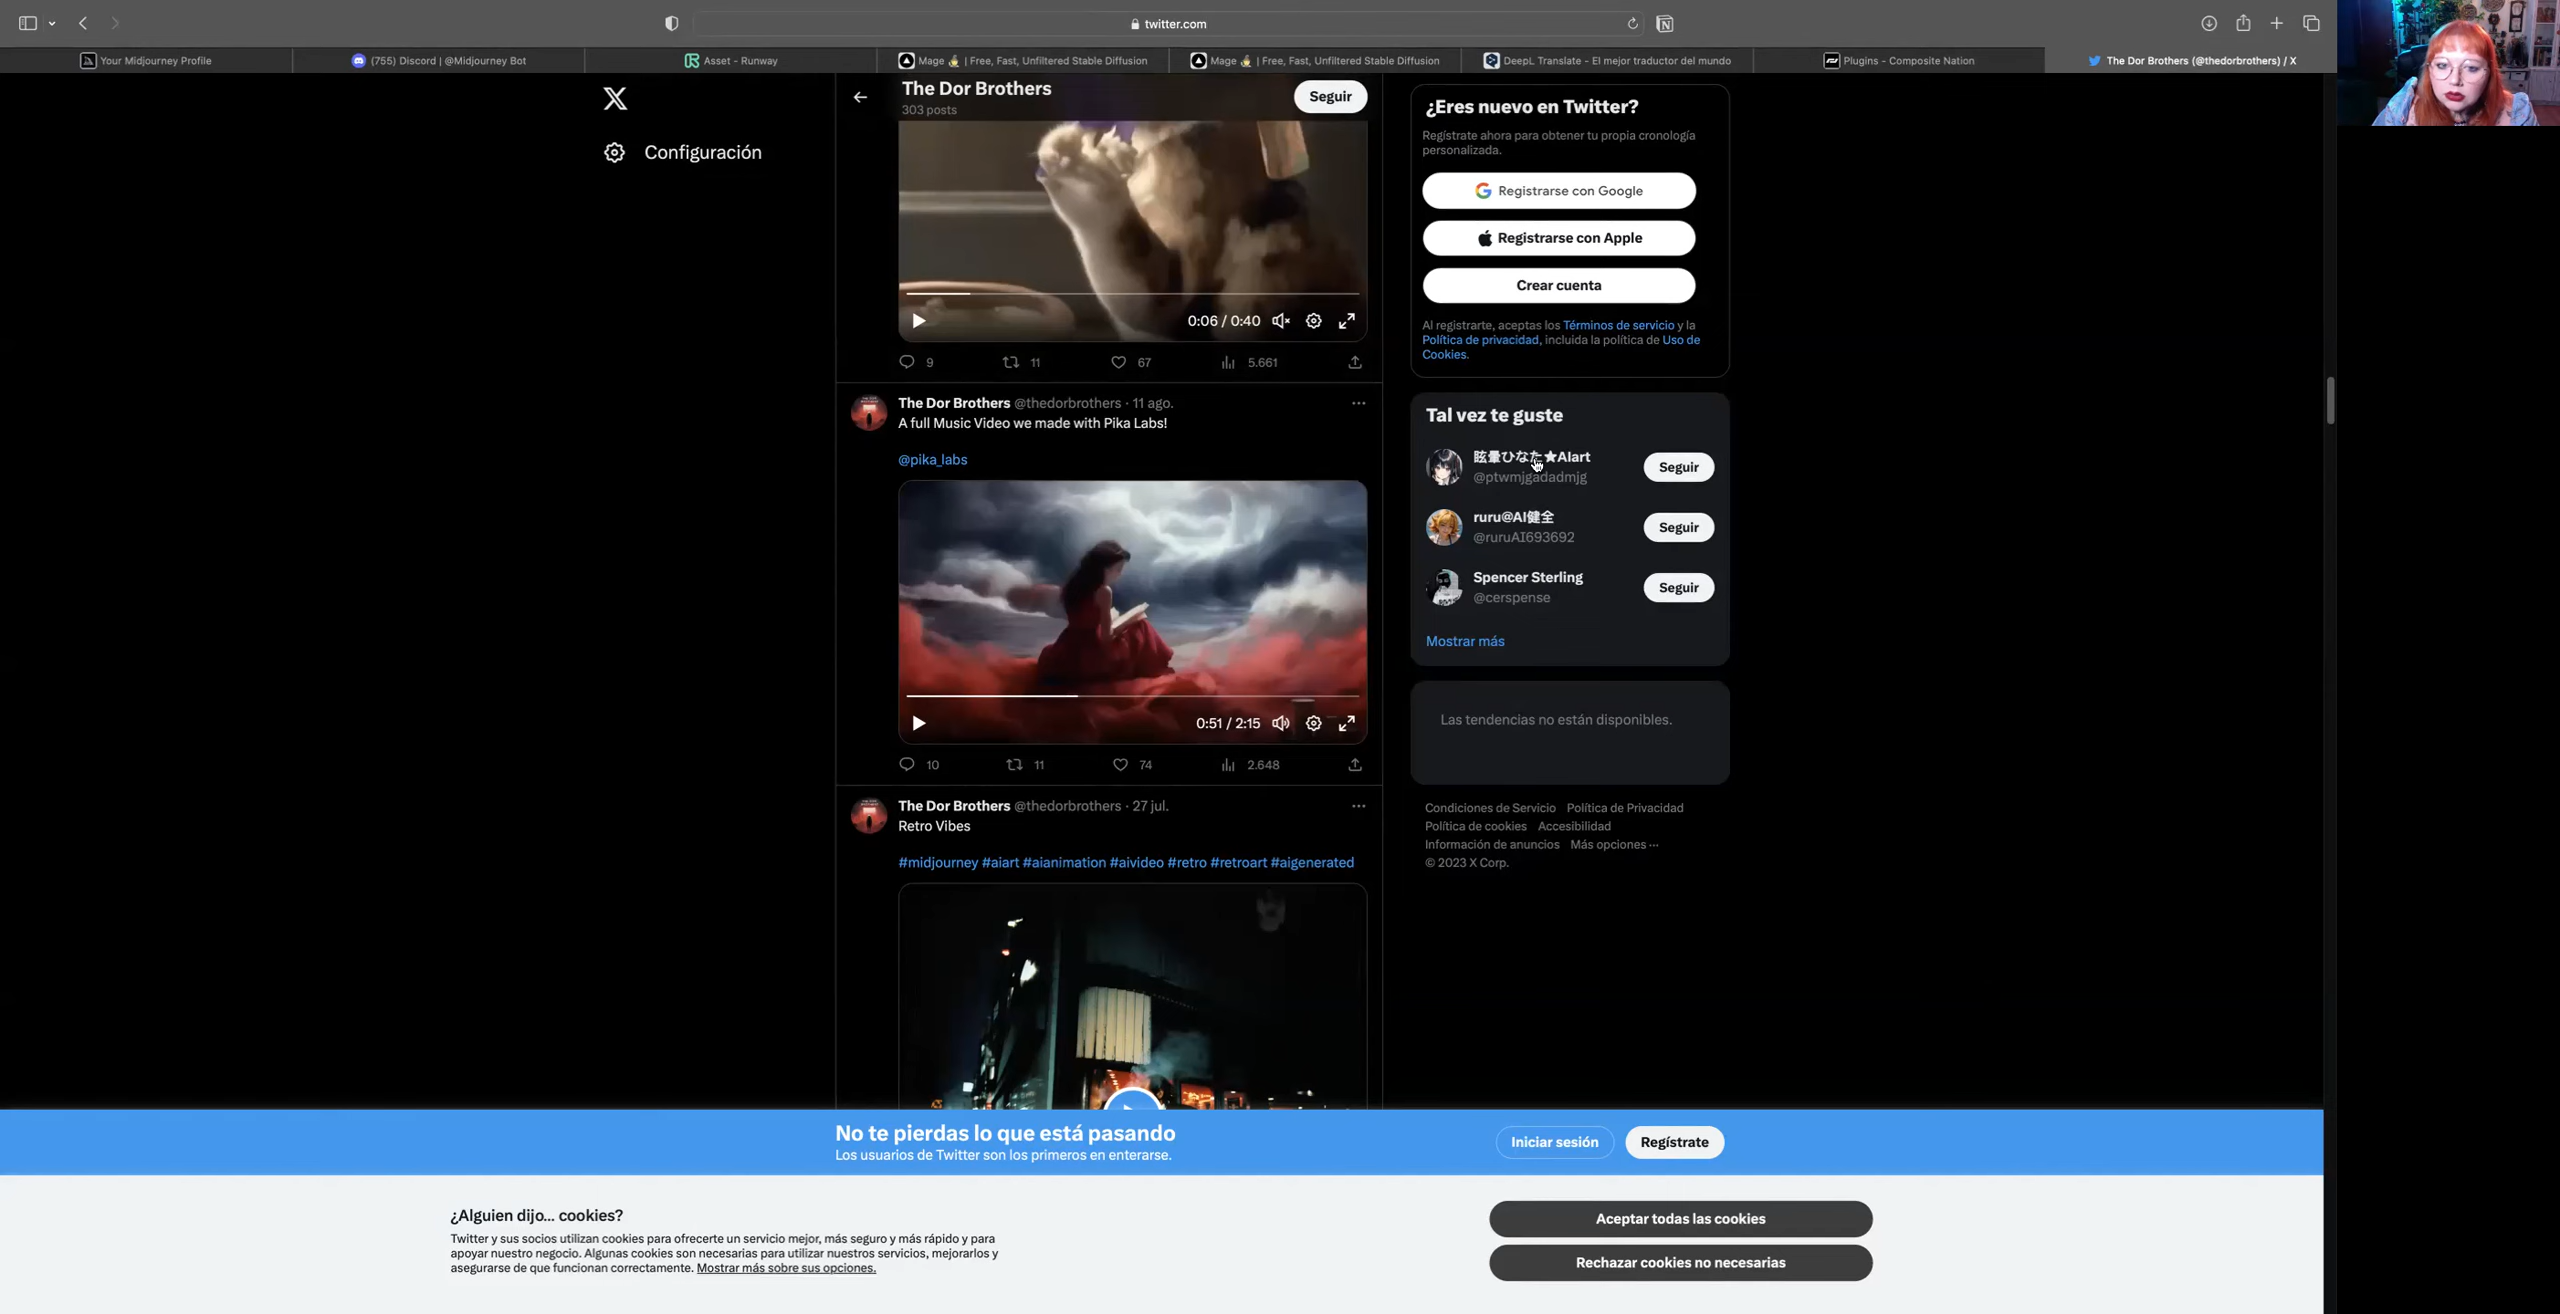 twitter.com
Your Midjourney Profile
(755) Discord | @Midjourney Bot
Asset - Runway
Mage | Free, Fast, Unfiltered Stable Diffusion
Mage | Free, Fast, Unfiltered Stable Diffusion
DeepL Translate - El mejor traductor del mundo
Plugins - Composite Nation
The Dor Brothers (@thedorbrothers) / X
Configuración
The Dor Brothers
303 posts
Seguir
0:06 / 0:40
9
11
67
5.661
The Dor Brothers @thedorbrothers · 11 ago.
A full Music Video we made with Pika Labs!
@pika_labs
0:51 / 2:15
10
11
74
2.648
The Dor Brothers @thedorbrothers · 27 jul.
Retro Vibes
#midjourney #aiart #aianimation #aivideo #retro #retroart #aigenerated
¿Eres nuevo en Twitter?
Regístrate ahora para obtener tu propia cronología
personalizada.
Registrarse con Google
Registrarse con Apple
Crear cuenta
Al registrarte, aceptas los Términos de servicio y la
Política de privacidad, incluida la política de Uso de
Cookies.
Tal vez te guste
眩暈ひなた★AIart
@ptwmjgadadmjg
Seguir
ruru@AI健全
@ruruAI693692
Seguir
Spencer Sterling
@cerspense
Seguir
Mostrar más
Las tendencias no están disponibles.
Condiciones de Servicio Política de Privacidad
Política de cookies Accesibilidad
Información de anuncios Más opciones ···
© 2023 X Corp.
No te pierdas lo que está pasando
Los usuarios de Twitter son los primeros en enterarse.
Iniciar sesión
Regístrate
¿Alguien dijo… cookies?
Twitter y sus socios utilizan cookies para ofrecerte un servicio mejor, más seguro y más rápido y para
apoyar nuestro negocio. Algunas cookies son necesarias para utilizar nuestros servicios, mejorarlos y
asegurarse de que funcionan correctamente. Mostrar más sobre sus opciones.
Aceptar todas las cookies
Rechazar cookies no necesarias